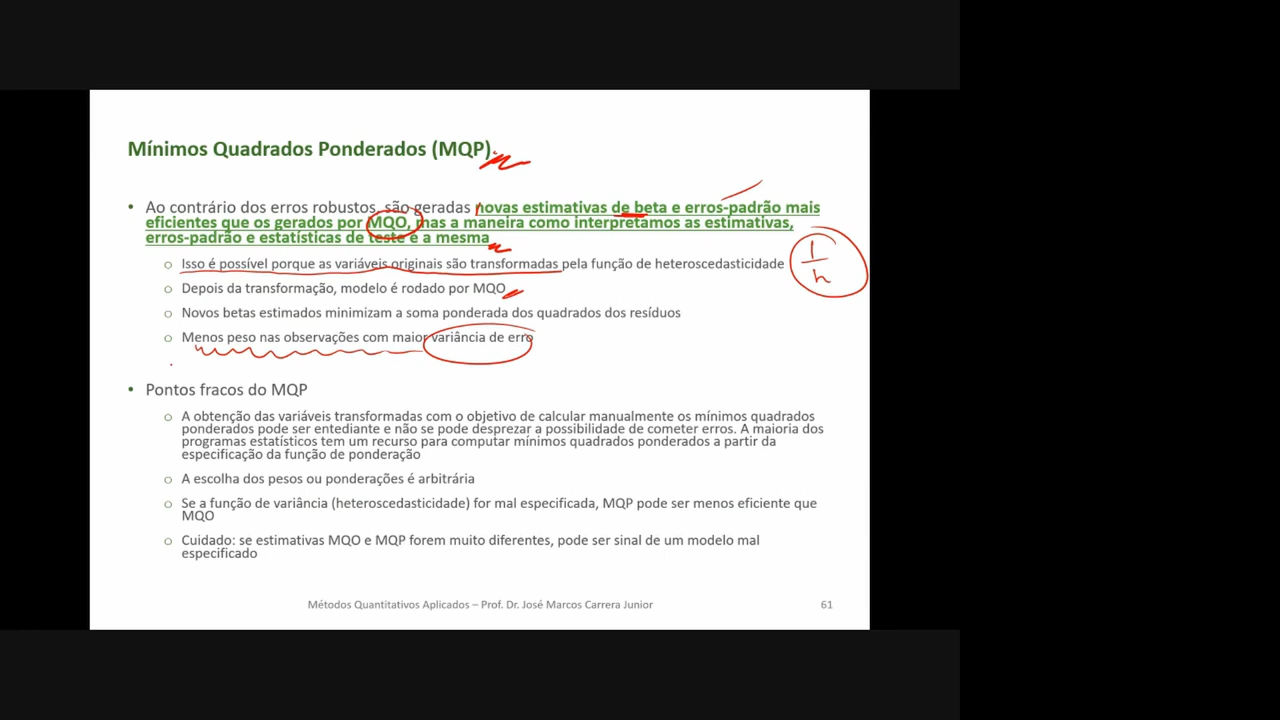 Mínimos Quadrados Ponderados (MQP)
• Ao contrário dos erros robustos, são geradas novas estimativas de beta e erros-padrão mais
eficientes que os gerados por MQO, mas a maneira como interpretamos as estimativas,
erros-padrão e estatísticas de teste é a mesma
o Isso é possível porque as variáveis originais são transformadas pela função de heteroscedasticidade
1
h
o Depois da transformação, modelo é rodado por MQO
o Novos betas estimados minimizam a soma ponderada dos quadrados dos resíduos
o Menos peso nas observações com maior variância de erro
• Pontos fracos do MQP
o A obtenção das variáveis transformadas com o objetivo de calcular manualmente os mínimos quadrados
ponderados pode ser entediante e não se pode desprezar a possibilidade de cometer erros. A maioria dos
programas estatísticos tem um recurso para computar mínimos quadrados ponderados a partir da
especificação da função de ponderação
o A escolha dos pesos ou ponderações é arbitrária
o Se a função de variância (heteroscedasticidade) for mal especificada, MQP pode ser menos eficiente que
MQO
o Cuidado: se estimativas MQO e MQP forem muito diferentes, pode ser sinal de um modelo mal
especificado
Métodos Quantitativos Aplicados – Prof. Dr. José Marcos Carrera Junior
61